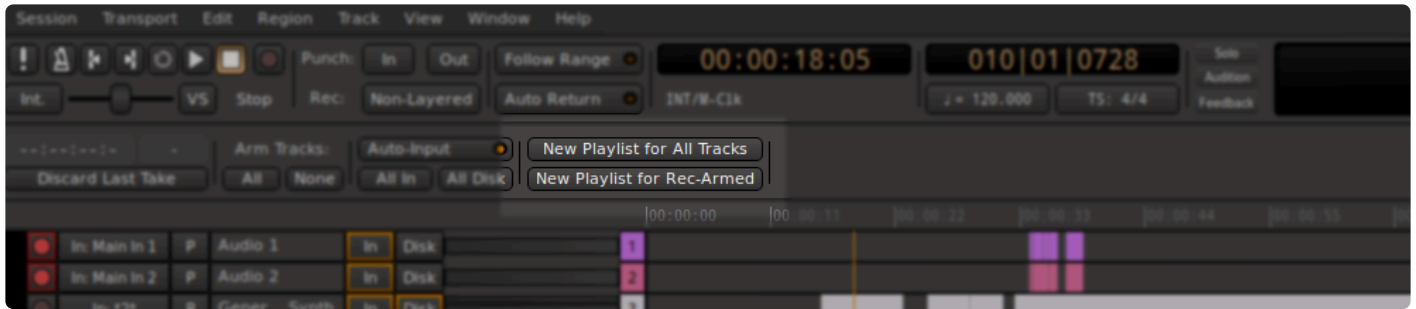 Session Transport Edit Region Track View Window Help
Punch: In Out Follow Range 00:00:18:05 010|01|0728 Solo
Audition
Int. VS Stop Rec: Non-Layered Auto Return INT/M-Clk ♩ = 120.000 TS: 4/4 Feedback
--:--:--:- - Arm Tracks: Auto-Input New Playlist for All Tracks
Discard Last Take All None All In All Disk New Playlist for Rec-Armed
00:00:00 00:00:11 00:00:22 00:00:33 00:00:44 00:00:55
In: Main In 1 P Audio 1 In Disk 1
In: Main In 2 P Audio 2 In Disk 2
P Synth In Disk 3